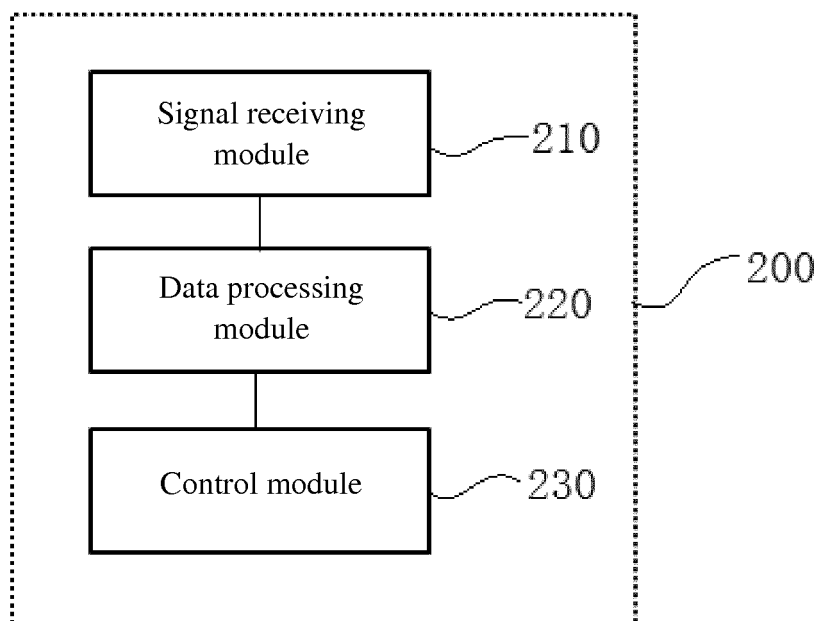 Signal receiving
module
210
Data processing
module
220
200
Control module
230